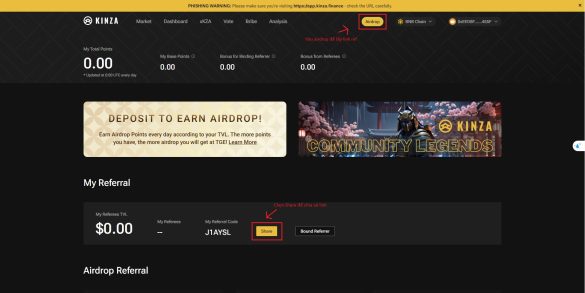 PHISHING WARNING: Please make sure you're visiting https://app.kinza.finance - check the URL carefully.
KINZA Market Dashboard xKZA Vote Bribe Analysis Airdrop BNB Chain
Vào Airdrop để lấy link ref
My Total Points
0.00
* Updated at 0:00 UTC every day
My Base Points
0.00
Bonus for Binding Referrer
0.00
Bonus from Referees
0.00
DEPOSIT TO EARN AIRDROP!
Earn Airdrop Points every day according to your TVL. The more points
you have, the more airdrop you will get at TGE! Learn More
KINZA
COMMUNITY LEGENDS
My Referral
Chọn Share để chia sẻ link
My Referees TVL
$0.00
My Referees
--
My Referral Code
J1AYSL
Share
Bound Referrer
Airdrop Referral